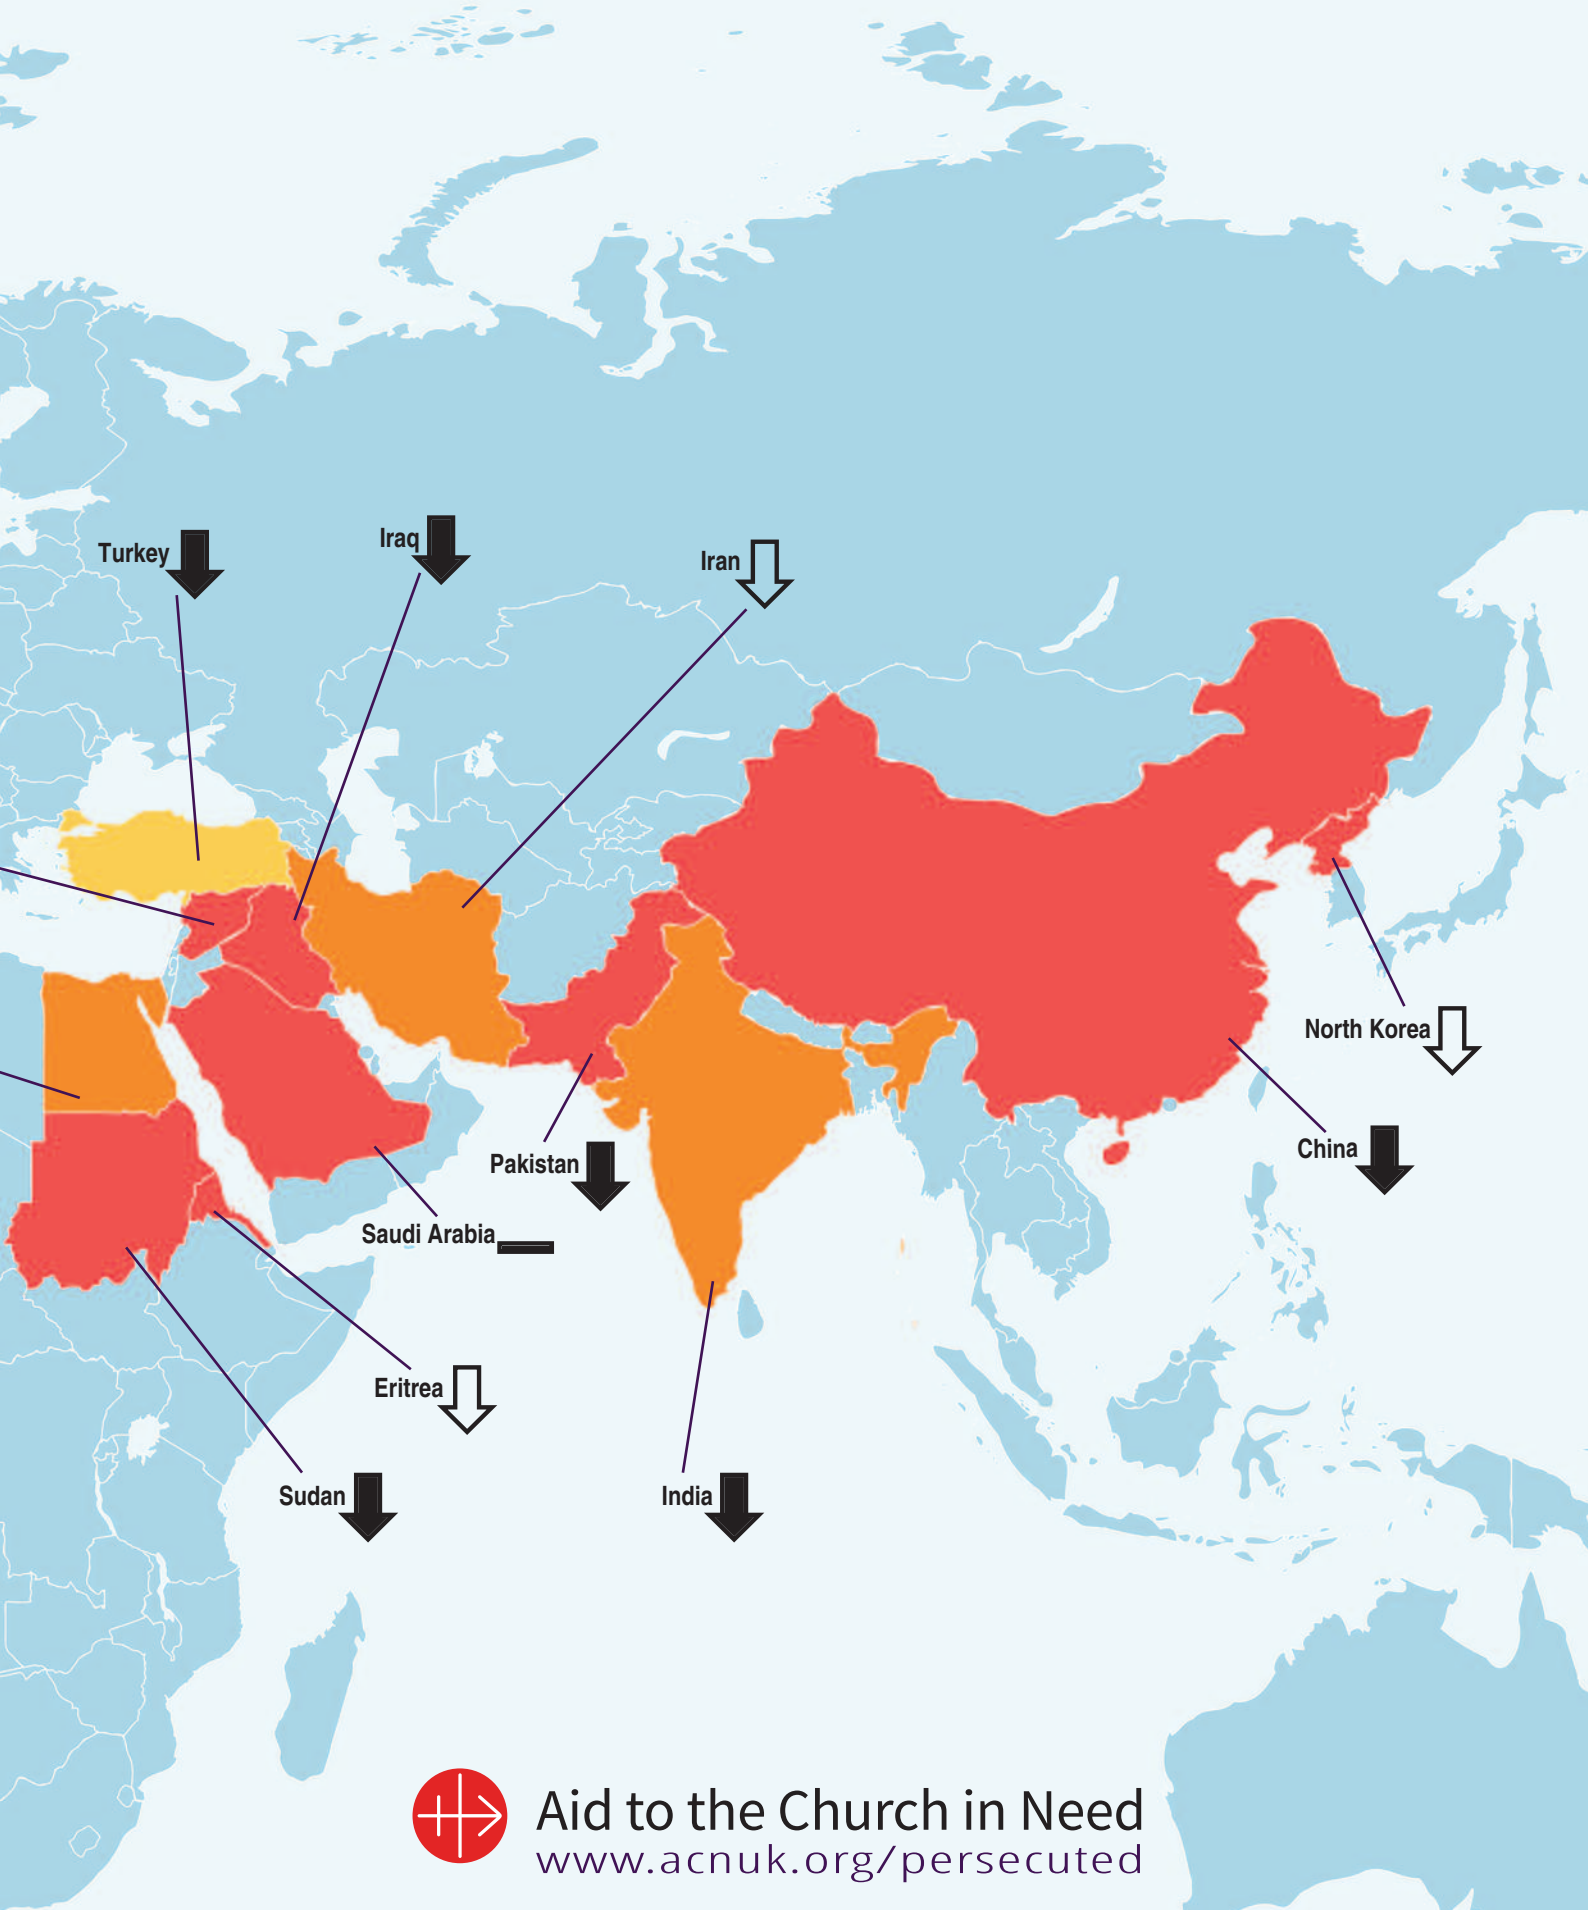 Iraq
Turkey
Iran
North Korea
China
Pakistan
Saudi Arabia
Eritrea
Sudan
India
Aid to the Church in Need
www.acnuk.org/persecuted